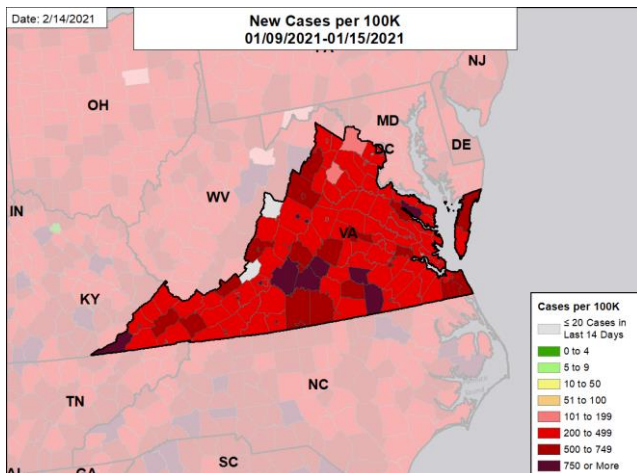 Date: 2/14/2021
New Cases per 100K
01/09/2021-01/15/2021
PA
NJ
OH
MD
DC
DE
WV
IN
VA
KY
TN
NC
SC
AL
GA
Cases per 100K
≤ 20 Cases in
Last 14 Days
0 to 4
5 to 9
10 to 50
51 to 100
101 to 199
200 to 499
500 to 749
750 or More